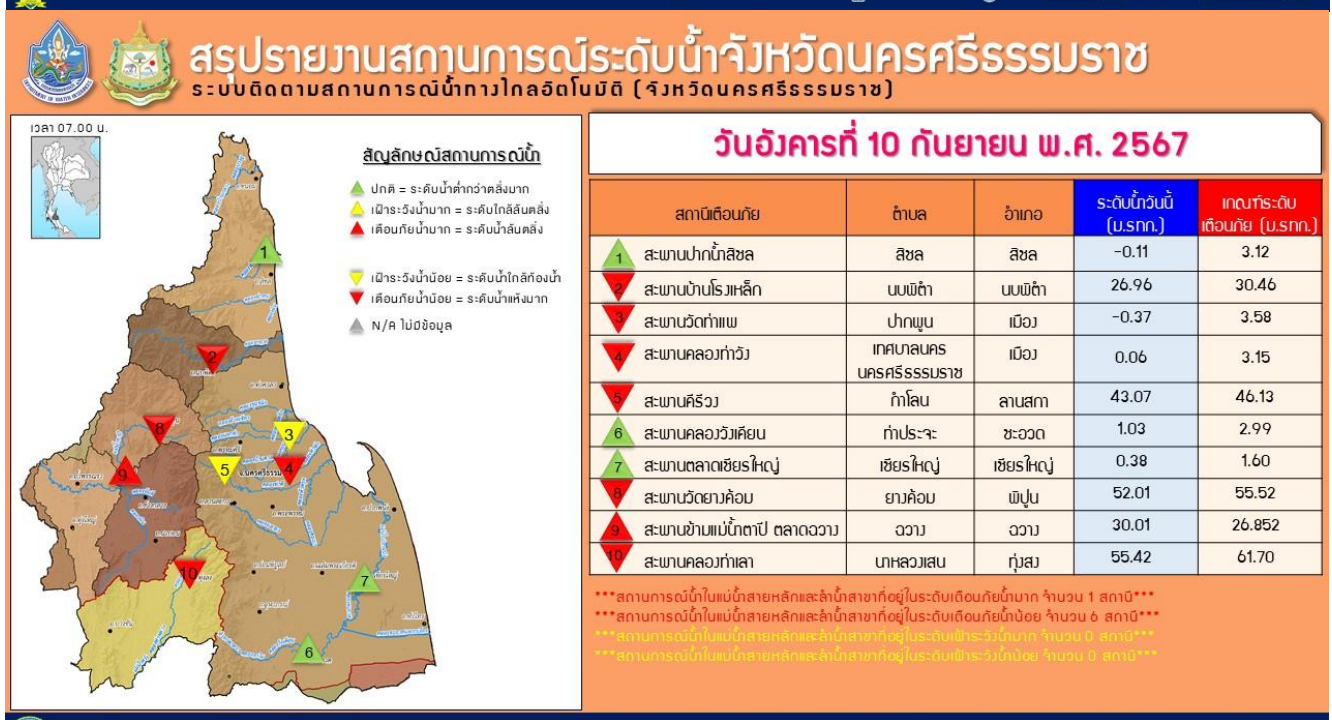 สรุปรายงานสถานการณ์ระดับน้ำจังหวัดนครศรีธรรมราช
ระบบติดตามสถานการณ์น้ำทางไกลอัตโนมัติ (จังหวัดนครศรีธรรมราช)
เวลา 07.00 น.
สัญลักษณ์สถานการณ์น้ำ
ปกติ = ระดับน้ำต่ำกว่าตลิ่งมาก
เฝ้าระวังน้ำมาก = ระดับใกล้ล้นตลิ่ง
เตือนภัยน้ำมาก = ระดับน้ำล้นตลิ่ง
เฝ้าระวังน้ำน้อย = ระดับน้ำใกล้ท้องน้ำ
เตือนภัยน้ำน้อย = ระดับน้ำแห้งมาก
N/A ไม่มีข้อมูล
1
2
3
8
5
4
9
10
7
6
วันอังคารที่ 10 กันยายน พ.ศ. 2567
สถานีเตือนภัย ตำบล อำเภอ ระดับน้ำวันนี้ (ม.รทก.) เกณฑ์ระดับเตือนภัย (ม.รทก.)
1 สะพานปากน้ำสิชล สิชล สิชล -0.11 3.12
2 สะพานบ้านโรงเหล็ก นบพิตำ นบพิตำ 26.96 30.46
3 สะพานวัดท่าแพ ปากพูน เมือง -0.37 3.58
4 สะพานคลองท่าวัง เทศบาลนครนครศรีธรรมราช เมือง 0.06 3.15
5 สะพานคีรีวง กำโลน ลานสกา 43.07 46.13
6 สะพานคลองวังเคียน ท่าประจะ ชะอวด 1.03 2.99
7 สะพานตลาดเชียรใหญ่ เชียรใหญ่ เชียรใหญ่ 0.38 1.60
8 สะพานวัดยางค้อม ยางค้อม พิปูน 52.01 55.52
9 สะพานข้ามแม่น้ำตาปี ตลาดฉวาง ฉวาง ฉวาง 30.01 26.852
10 สะพานคลองท่าเลา นาหลวงเสน ทุ่งสง 55.42 61.70
***สถานการณ์น้ำในแม่น้ำสายหลักและลำน้ำสาขาที่อยู่ในระดับเตือนภัยน้ำมาก จำนวน 1 สถานี***
***สถานการณ์น้ำในแม่น้ำสายหลักและลำน้ำสาขาที่อยู่ในระดับเตือนภัยน้ำน้อย จำนวน 6 สถานี***
***สถานการณ์น้ำในแม่น้ำสายหลักและลำน้ำสาขาที่อยู่ในระดับเฝ้าระวังน้ำมาก จำนวน 0 สถานี***
***สถานการณ์น้ำในแม่น้ำสายหลักและลำน้ำสาขาที่อยู่ในระดับเฝ้าระวังน้ำน้อย จำนวน 0 สถานี***